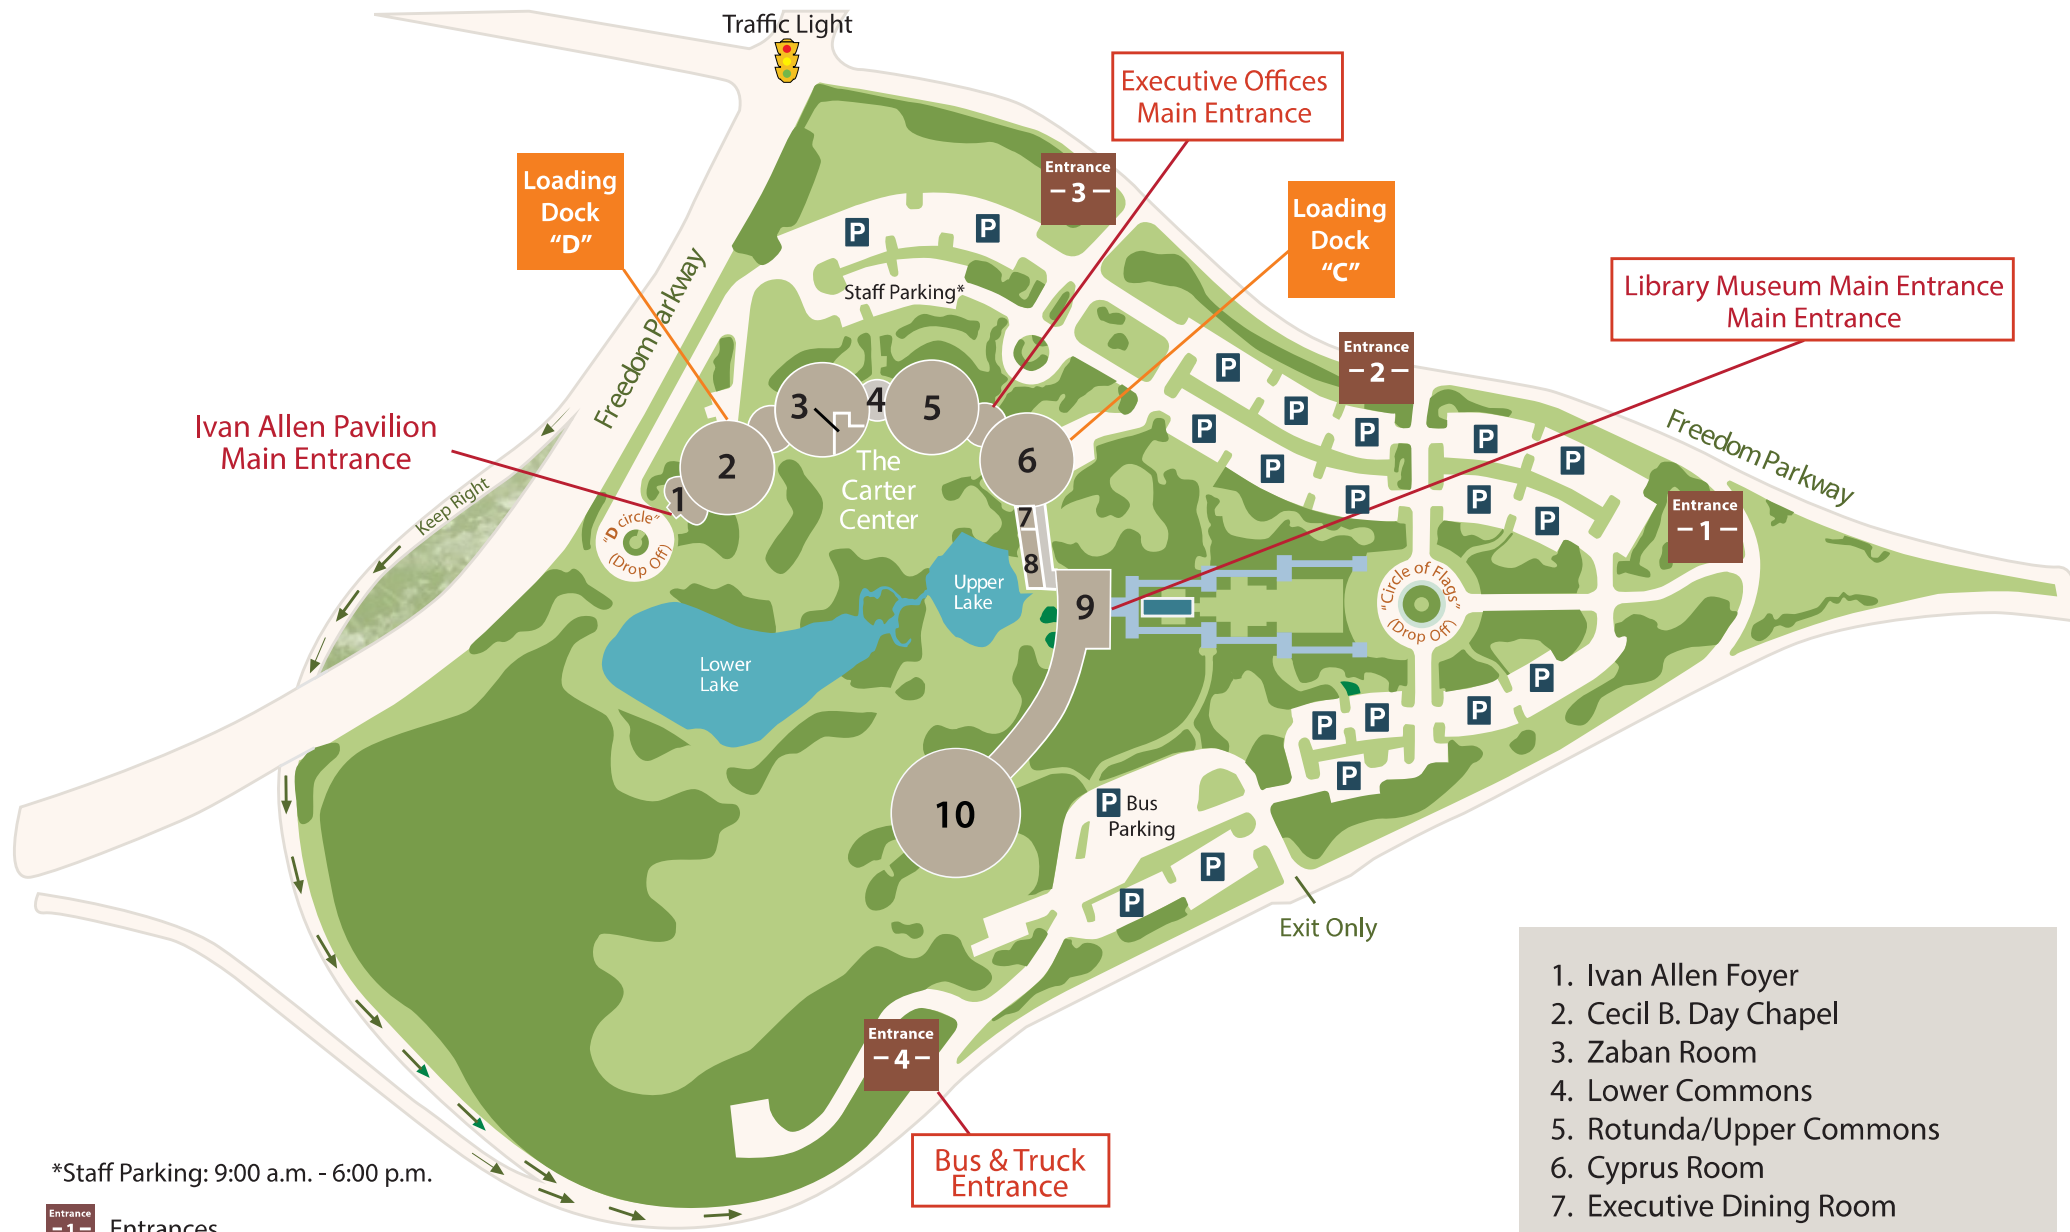 Traffic Light
Executive Offices
Main Entrance
Entrance
– 3 –
Loading
Dock
“D”
Loading
Dock
“C”
P
P
Staff Parking*
Freedom Parkway
Library Museum Main Entrance
Main Entrance
Entrance
– 2 –
P
P
P
P
P
P
P
P
P
P
Freedom Parkway
Entrance
– 1 –
Ivan Allen Pavilion
Main Entrance
Keep Right
1
2
3
4
5
6
7
8
9
10
The
Carter
Center
“D circle”
(Drop Off)
Upper
Lake
Lower
Lake
“Circle of Flags”
(Drop Off)
P
P
P
P
P
P Bus
Parking
P
P
Exit Only
Entrance
– 4 –
Bus & Truck
Entrance
1. Ivan Allen Foyer
2. Cecil B. Day Chapel
3. Zaban Room
4. Lower Commons
5. Rotunda/Upper Commons
6. Cyprus Room
7. Executive Dining Room
*Staff Parking: 9:00 a.m. - 6:00 p.m.
Entrance
– 1 –
Entrances